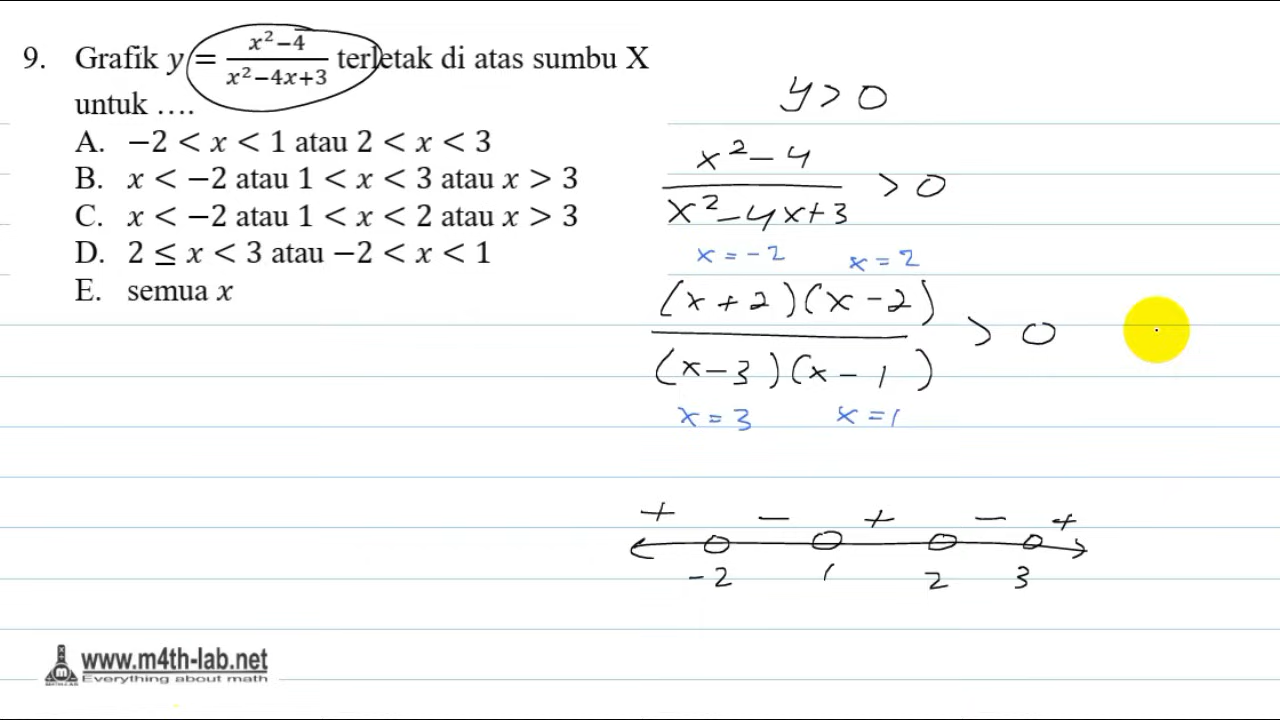 9. Grafik y = x²−4 / x²−4x+3 terletak di atas sumbu X
untuk ....
A. −2 < x < 1 atau 2 < x < 3
B. x < −2 atau 1 < x < 3 atau x > 3
C. x < −2 atau 1 < x < 2 atau x > 3
D. 2 ≤ x < 3 atau −2 < x < 1
E. semua x
y > 0
x² − 4
> 0
x² − 4x + 3
x = −2 x = 2
(x + 2)(x − 2)
> 0
(x − 3)(x − 1)
x = 3 x = 1
+ − + − +
−2 1 2 3
www.m4th-lab.net
Everything about math